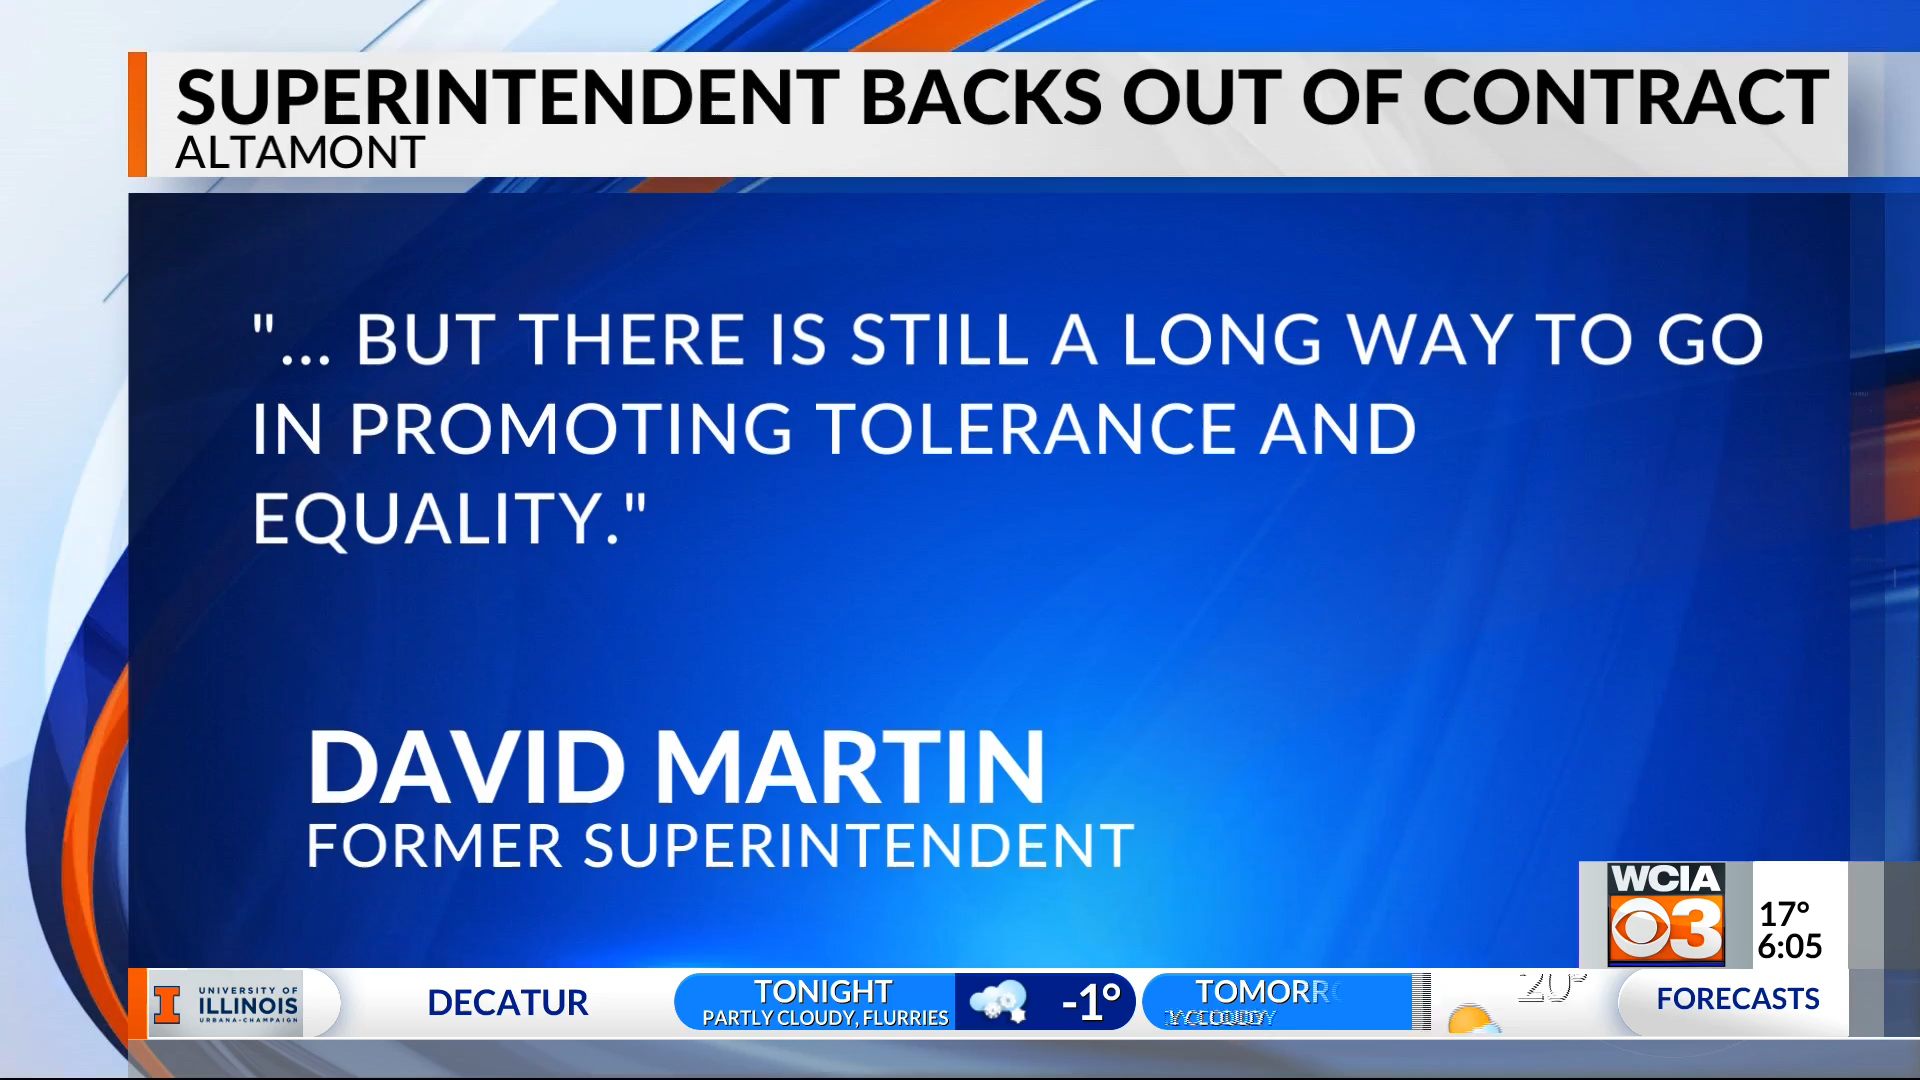 SUPERINTENDENT BACKS OUT OF CONTRACT
ALTAMONT
"... BUT THERE IS STILL A LONG WAY TO GO
IN PROMOTING TOLERANCE AND
EQUALITY."
DAVID MARTIN
FORMER SUPERINTENDENT
WCIA
3
17°
6:05
I
UNIVERSITY OF
ILLINOIS
URBANA-CHAMPAIGN
DECATUR
TONIGHT
PARTLY CLOUDY, FLURRIES
-1°
CLOUDY
20°
FORECASTS